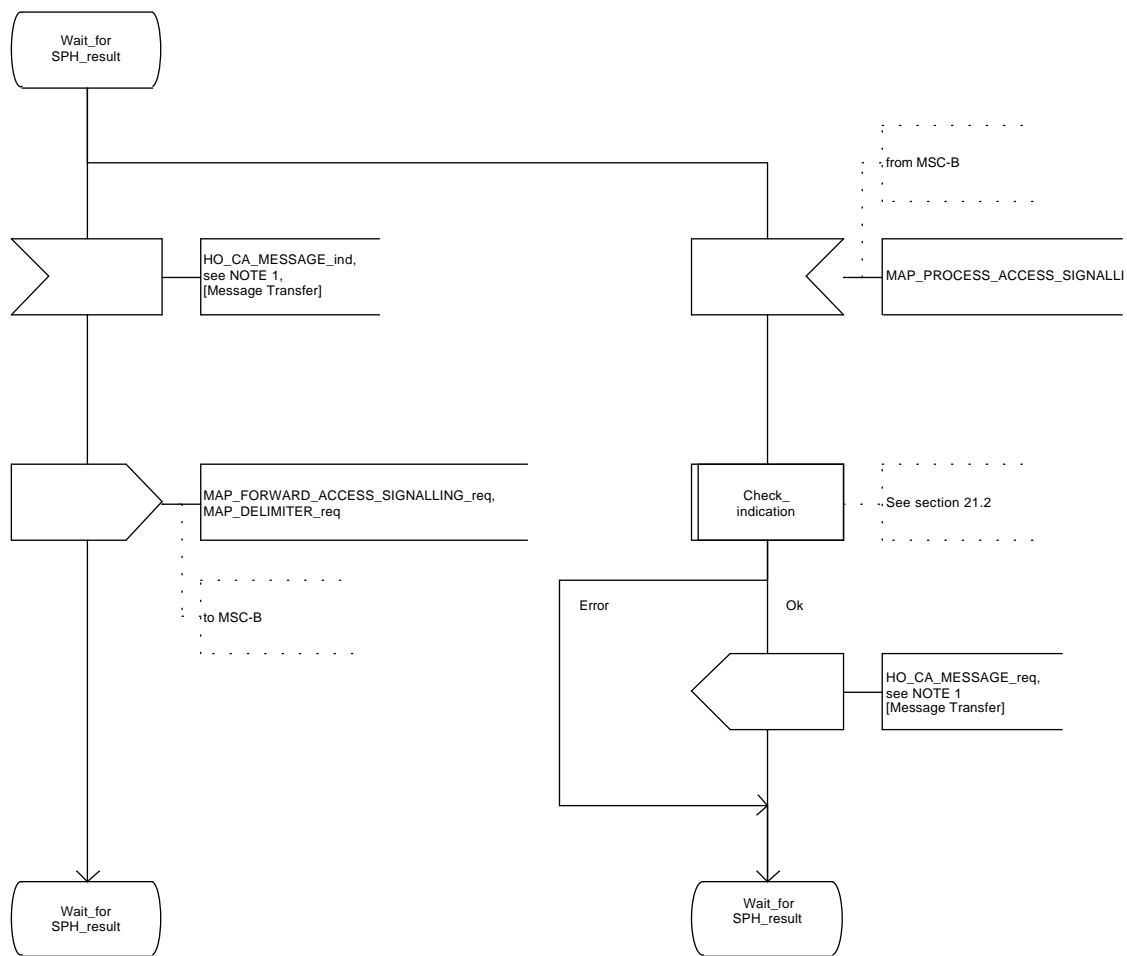 Wait_for
SPH_result
from MSC-B
HO_CA_MESSAGE_ind,
see NOTE 1,
[Message Transfer]
MAP_PROCESS_ACCESS_SIGNALLI
MAP_FORWARD_ACCESS_SIGNALLING_req,
MAP_DELIMITER_req
Check_
indication
See section 21.2
to MSC-B
Error
Ok
HO_CA_MESSAGE_req,
see NOTE 1
[Message Transfer]
Wait_for
SPH_result
Wait_for
SPH_result